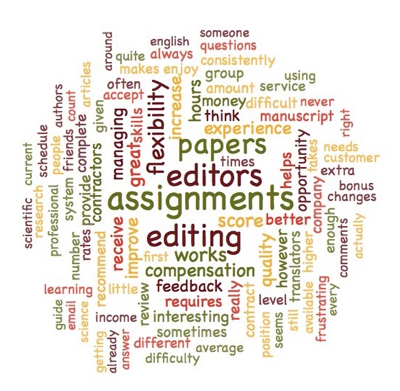 someone
english
questions
around
quite
always
makes enjoy
consistently
articles
often
group
using
accept
increase
hours
amount
service
count
authors
given
skills
money
difficult
never
flexibility
think
manuscript
people
friends
complete
managing
great
experience
right
current
schedule
papers
opportunity
takes
needs
customer
contractors
times
helps
extra
system
provide
editors
bonus
scientific
research
professional
assignments
company
changes
rates
score
better
enough
number
receive
improve
editing
quality
however
translators
higher
comments
actually
recommend
first
works
compensation
learning
little
feedback
level
available
every
frustrating
guide
email
science
review
requires
really
contract
position
seems
still
income
interesting
getting
already
answer
sometimes
different
average
difficulty